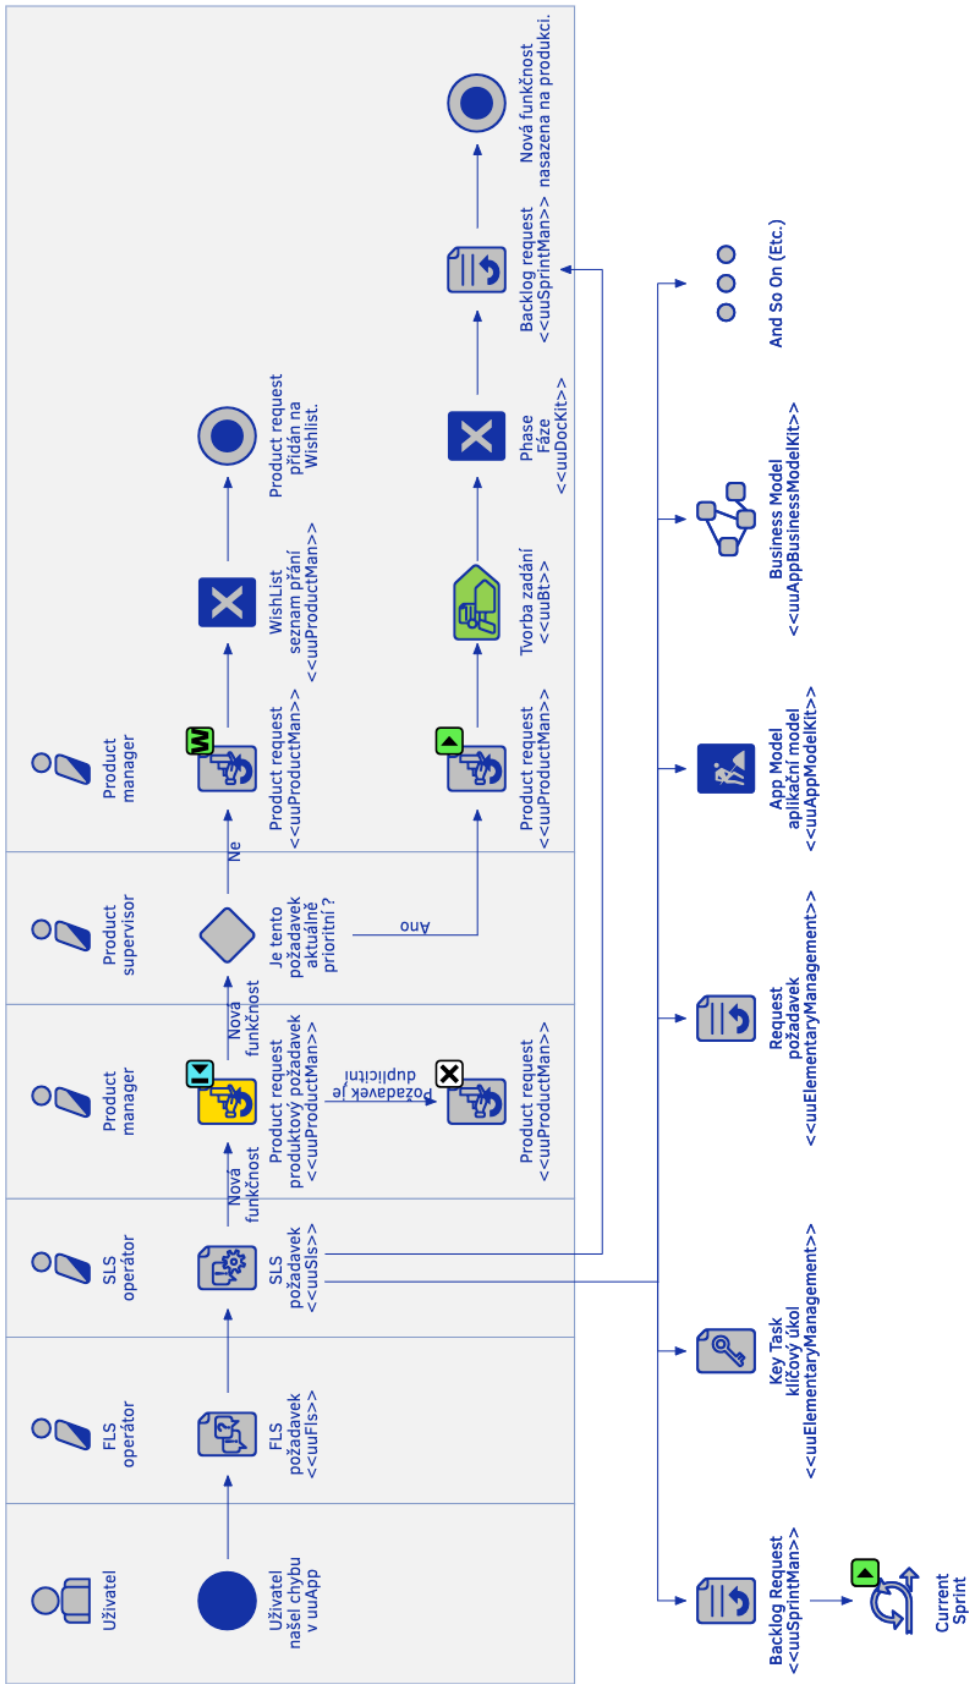 Uživatel
FLS
operátor
SLS
operátor
Product
manager
Product
supervisor
Product
manager
Uživatel
našel chybu
v uuApp
FLS
požadavek
<<uuFls>>
SLS
požadavek
<<uuSls>>
Nová
funkčnost
Product request
produktový požadavek
<<uuProductMan>>
Nová
funkčnost
Je tento
požadavek
aktuálně
prioritní ?
Ne
W
Product request
<<uuProductMan>>
WishList
seznam přání
<<uuProductMan>>
Product request
přidán na
Wishlist.
Požadavek je
duplicitní
Product request
<<uuProductMan>>
Ano
Product request
<<uuProductMan>>
Tvorba zadání
<<uuBt>>
Phase
Fáze
<<uuDocKit>>
Backlog request
<<uuSprintMan>>
Nová funkčnost
nasazena na produkci.
Backlog Request
<<uuSprintMan>>
Key Task
klíčový úkol
<<uuElementaryManagement>>
Request
požadavek
<<uuElementaryManagement>>
App Model
aplikační model
<<uuAppModelKit>>
Business Model
<<uuAppBusinessModelKit>>
And So On (Etc.)
Current
Sprint